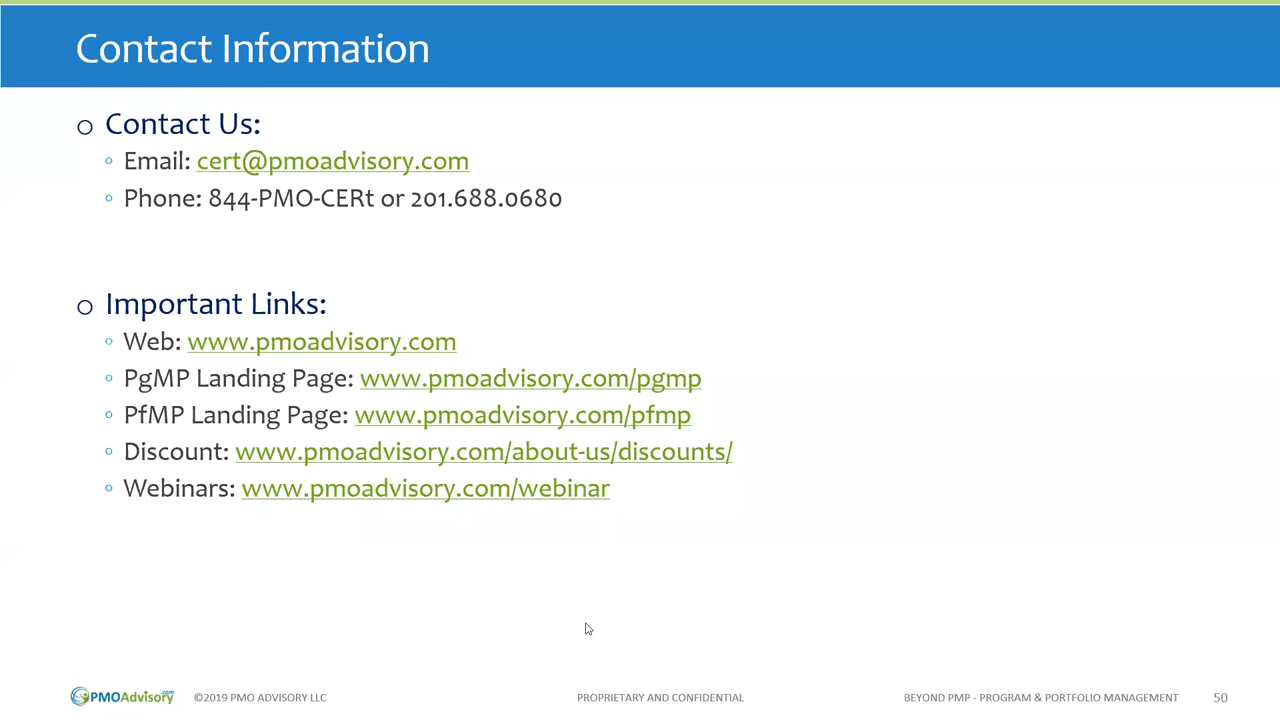 Contact Information
o Contact Us:
◦ Email: cert@pmoadvisory.com
◦ Phone: 844-PMO-CERt or 201.688.0680
o Important Links:
◦ Web: www.pmoadvisory.com
◦ PgMP Landing Page: www.pmoadvisory.com/pgmp
◦ PfMP Landing Page: www.pmoadvisory.com/pfmp
◦ Discount: www.pmoadvisory.com/about-us/discounts/
◦ Webinars: www.pmoadvisory.com/webinar
PMOAdvisory.com ©2019 PMO ADVISORY LLC PROPRIETARY AND CONFIDENTIAL BEYOND PMP - PROGRAM & PORTFOLIO MANAGEMENT 50